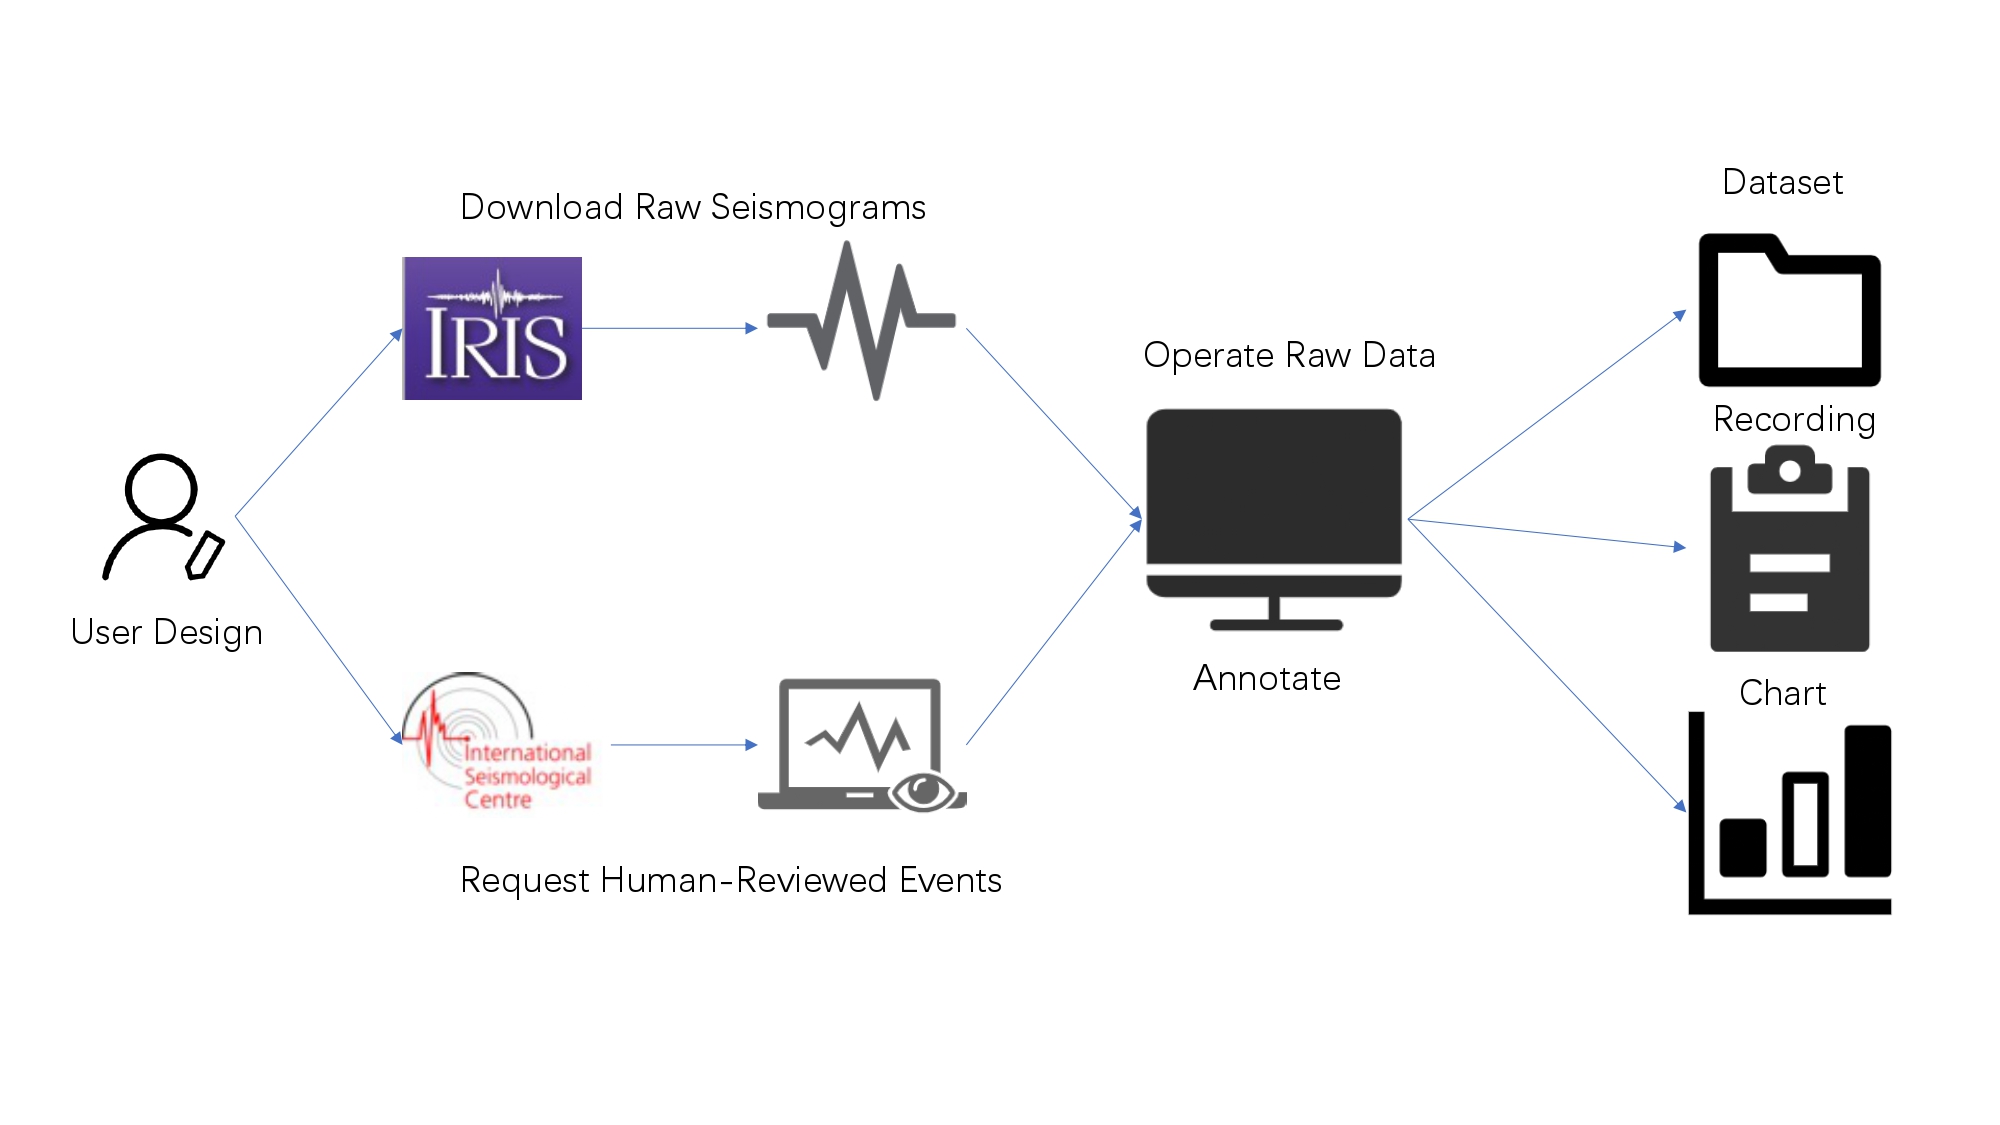 Download Raw Seismograms
IRIS
User Design
International
Seismological
Centre
Request Human-Reviewed Events
Operate Raw Data
Annotate
Dataset
Recording
Chart